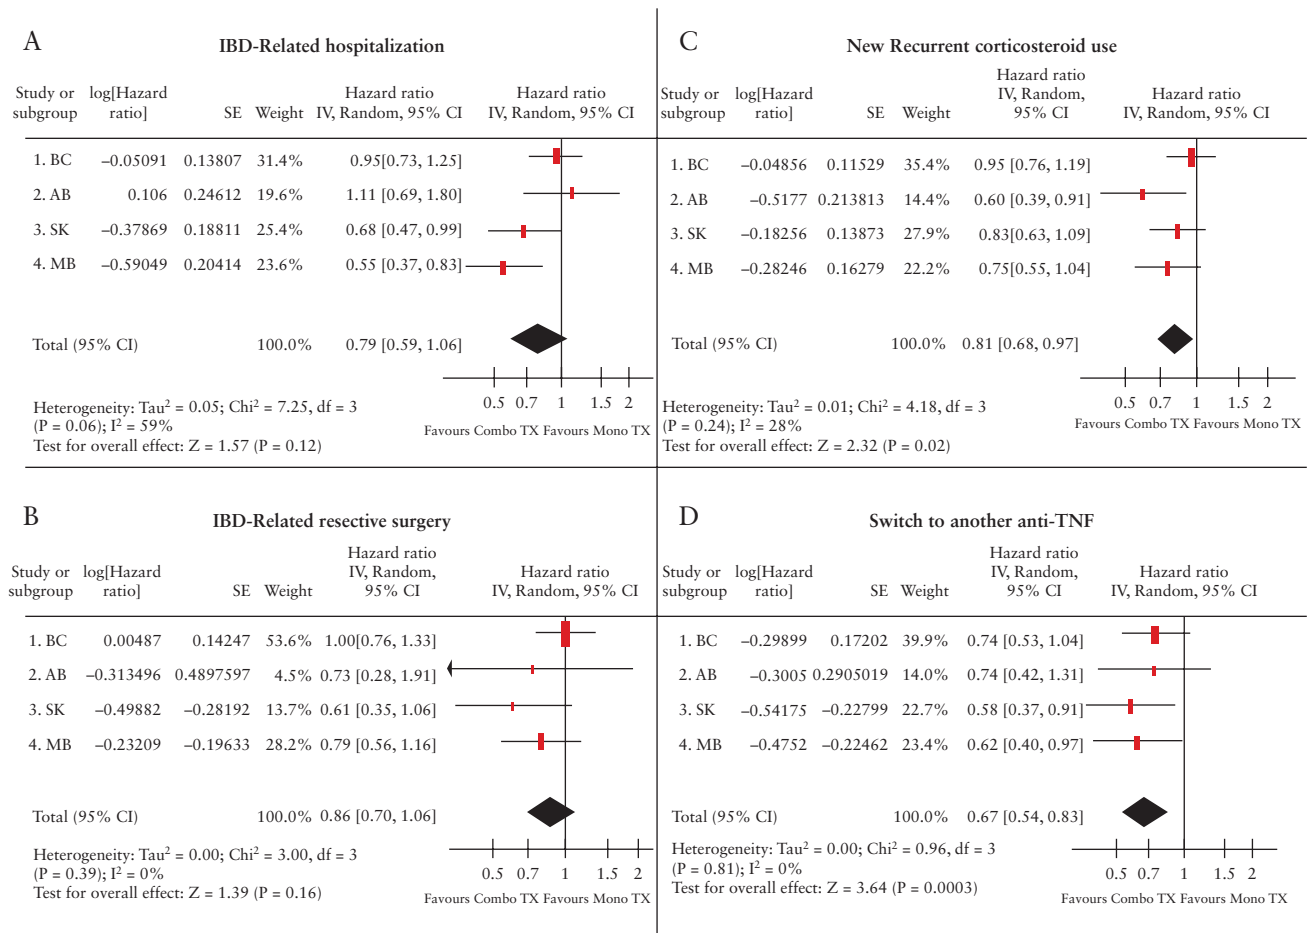 A
IBD-Related hospitalization
Study or subgroup log[Hazard ratio] SE Weight Hazard ratio IV, Random, 95% CI Hazard ratio IV, Random, 95% CI
1. BC −0.05091 0.13807 31.4% 0.95[0.73, 1.25]
2. AB 0.106 0.24612 19.6% 1.11 [0.69, 1.80]
3. SK −0.37869 0.18811 25.4% 0.68 [0.47, 0.99]
4. MB −0.59049 0.20414 23.6% 0.55 [0.37, 0.83]
Total (95% CI) 100.0% 0.79 [0.59, 1.06]
0.5 0.7 1 1.5 2
Heterogeneity: Tau² = 0.05; Chi² = 7.25, df = 3
(P = 0.06); I² = 59%
Favours Combo TX Favours Mono TX
Test for overall effect: Z = 1.57 (P = 0.12)
B
IBD-Related resective surgery
Study or subgroup log[Hazard ratio] SE Weight Hazard ratio IV, Random, 95% CI Hazard ratio IV, Random, 95% CI
1. BC 0.00487 0.14247 53.6% 1.00[0.76, 1.33]
2. AB −0.313496 0.4897597 4.5% 0.73 [0.28, 1.91]
3. SK −0.49882 −0.28192 13.7% 0.61 [0.35, 1.06]
4. MB −0.23209 −0.19633 28.2% 0.79 [0.56, 1.16]
Total (95% CI) 100.0% 0.86 [0.70, 1.06]
Heterogeneity: Tau² = 0.00; Chi² = 3.00, df = 3
(P = 0.39); I² = 0%
0.5 0.7 1 1.5 2
Test for overall effect: Z = 1.39 (P = 0.16)
Favours Combo TX Favours Mono TX
C
New Recurrent corticosteroid use
Study or subgroup log[Hazard ratio] SE Weight Hazard ratio IV, Random, 95% CI Hazard ratio IV, Random, 95% CI
1. BC −0.04856 0.11529 35.4% 0.95 [0.76, 1.19]
2. AB −0.5177 0.213813 14.4% 0.60 [0.39, 0.91]
3. SK −0.18256 0.13873 27.9% 0.83[0.63, 1.09]
4. MB −0.28246 0.16279 22.2% 0.75[0.55, 1.04]
Total (95% CI) 100.0% 0.81 [0.68, 0.97]
0.5 0.7 1 1.5 2
Heterogeneity: Tau² = 0.01; Chi² = 4.18, df = 3
(P = 0.24); I² = 28%
Favours Combo TX Favours Mono TX
Test for overall effect: Z = 2.32 (P = 0.02)
D
Switch to another anti-TNF
Study or subgroup log[Hazard ratio] SE Weight Hazard ratio IV, Random, 95% CI Hazard ratio IV, Random, 95% CI
1. BC −0.29899 0.17202 39.9% 0.74 [0.53, 1.04]
2. AB −0.3005 0.2905019 14.0% 0.74 [0.42, 1.31]
3. SK −0.54175 −0.22799 22.7% 0.58 [0.37, 0.91]
4. MB −0.4752 −0.22462 23.4% 0.62 [0.40, 0.97]
Total (95% CI) 100.0% 0.67 [0.54, 0.83]
Heterogeneity: Tau² = 0.00; Chi² = 0.96, df = 3
(P = 0.81); I² = 0%
0.5 0.7 1 1.5 2
Test for overall effect: Z = 3.64 (P = 0.0003)
Favours Combo TX Favours Mono TX